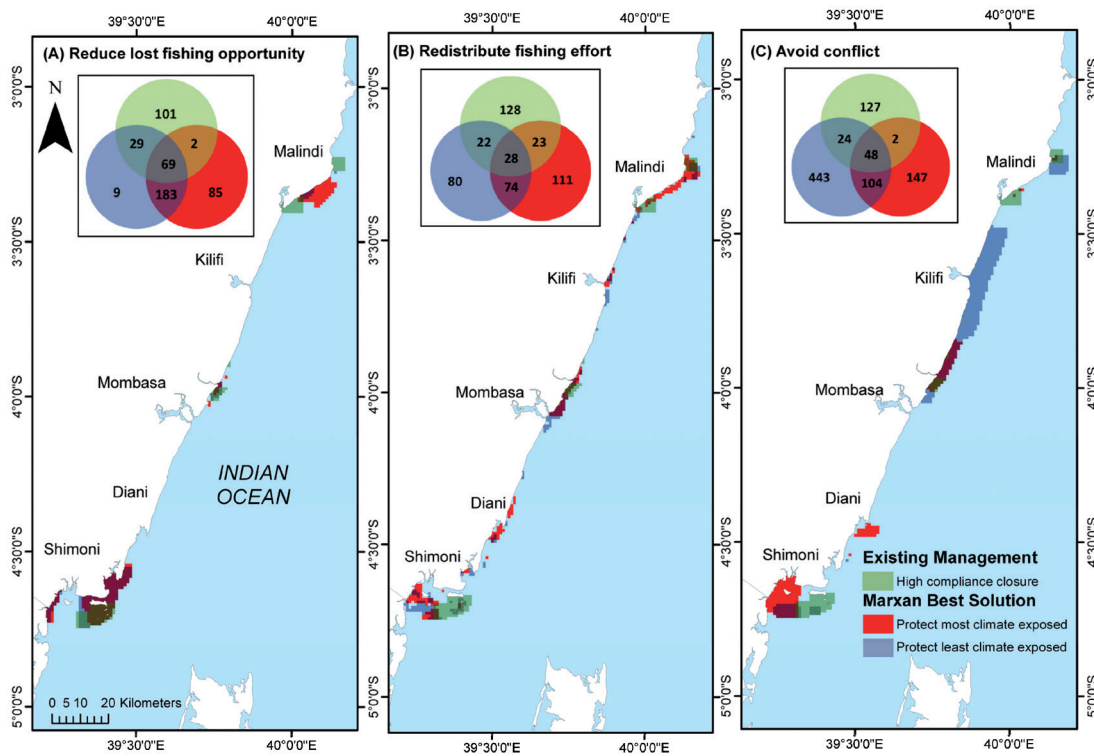 39°30'0"E 40°0'0"E 39°30'0"E 40°0'0"E 39°30'0"E 40°0'0"E
(A) Reduce lost fishing opportunity
N
101
29 2
69
9 183 85
Malindi
Kilifi
Mombasa
Diani
Shimoni
INDIAN
OCEAN
0 5 10 20 Kilometers
3°0'0"S
3°30'0"S
4°0'0"S
4°30'0"S
5°0'0"S
39°30'0"E 40°0'0"E
(B) Redistribute fishing effort
128
22 23
28
80 74 111
Malindi
Kilifi
Mombasa
Diani
Shimoni
3°0'0"S
3°30'0"S
4°0'0"S
4°30'0"S
5°0'0"S
39°30'0"E 40°0'0"E
(C) Avoid conflict
127
24 2
48
443 104 147
Malindi
Kilifi
Mombasa
Diani
Shimoni
Existing Management
High compliance closure
Marxan Best Solution
Protect most climate exposed
Protect least climate exposed
3°0'0"S
3°30'0"S
4°0'0"S
4°30'0"S
5°0'0"S
39°30'0"E 40°0'0"E